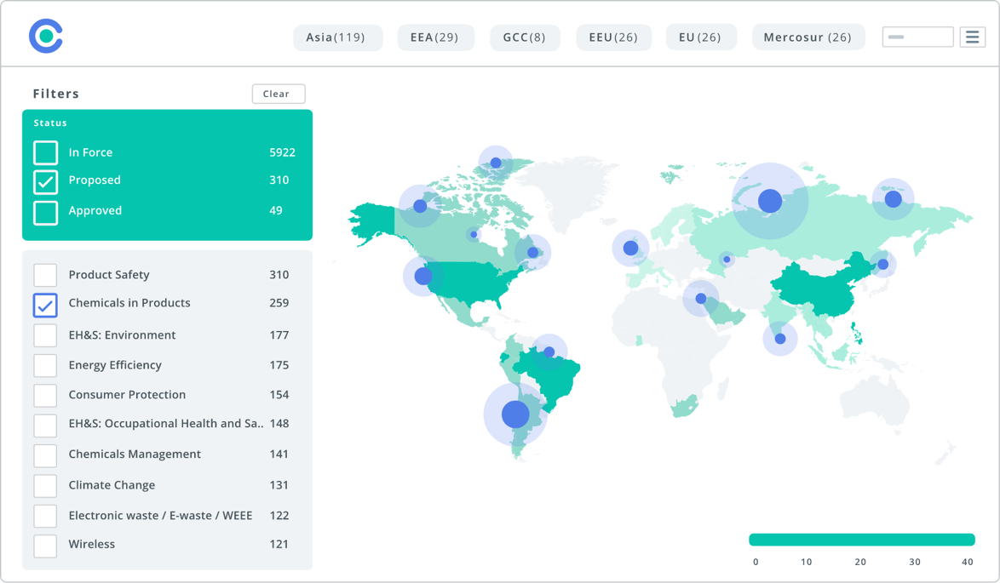 Asia(119) EEA(29) GCC(8) EEU(26) EU (26) Mercosur (26)
Filters Clear
Status
In Force 5922
Proposed 310
Approved 49
Product Safety 310
Chemicals in Products 259
EH&S: Environment 177
Energy Efficiency 175
Consumer Protection 154
EH&S: Occupational Health and Sa.. 148
Chemicals Management 141
Climate Change 131
Electronic waste / E-waste / WEEE 122
Wireless 121
0 10 20 30 40